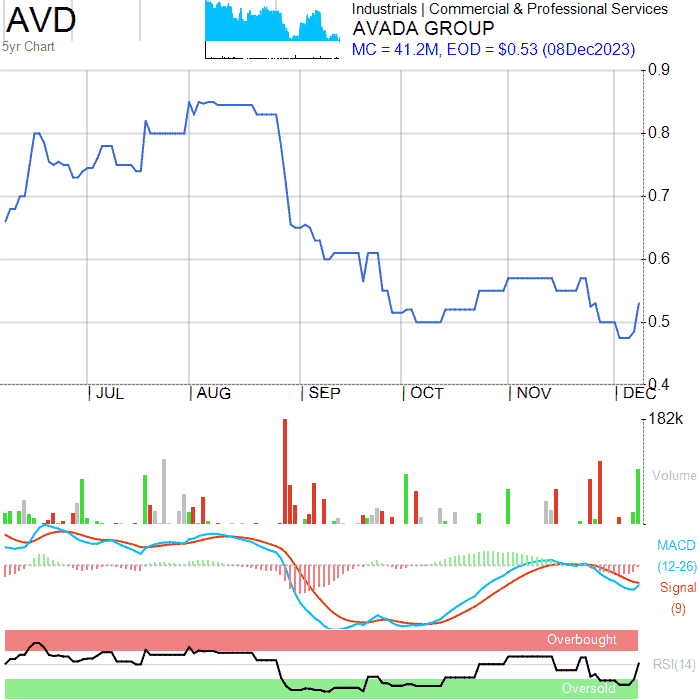 AVD
5yr Chart
Industrials | Commercial & Professional Services
AVADA GROUP
MC = 41.2M, EOD = $0.53 (08Dec2023)
0.9
0.8
0.7
0.6
0.5
0.4
JUL AUG SEP OCT NOV DEC
182k
Volume
MACD
(12-26)
Signal
(9)
Overbought
RSI(14)
Oversold